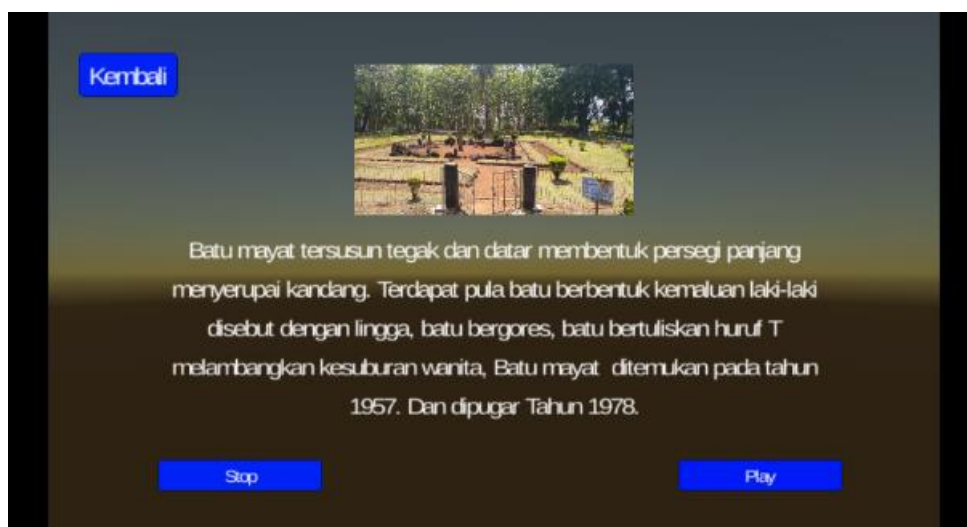 Kembali
Batu mayat tersusun tegak dan datar membentuk persegi panjang
menyerupai kandang. Terdapat pula batu berbentuk kemaluan laki-laki
disebut dengan lingga, batu bergores, batu bertuliskan huruf T
melambangkan kesuburan wanita, Batu mayat ditemukan pada tahun
1957. Dan dipugar Tahun 1978.
Stop
Play